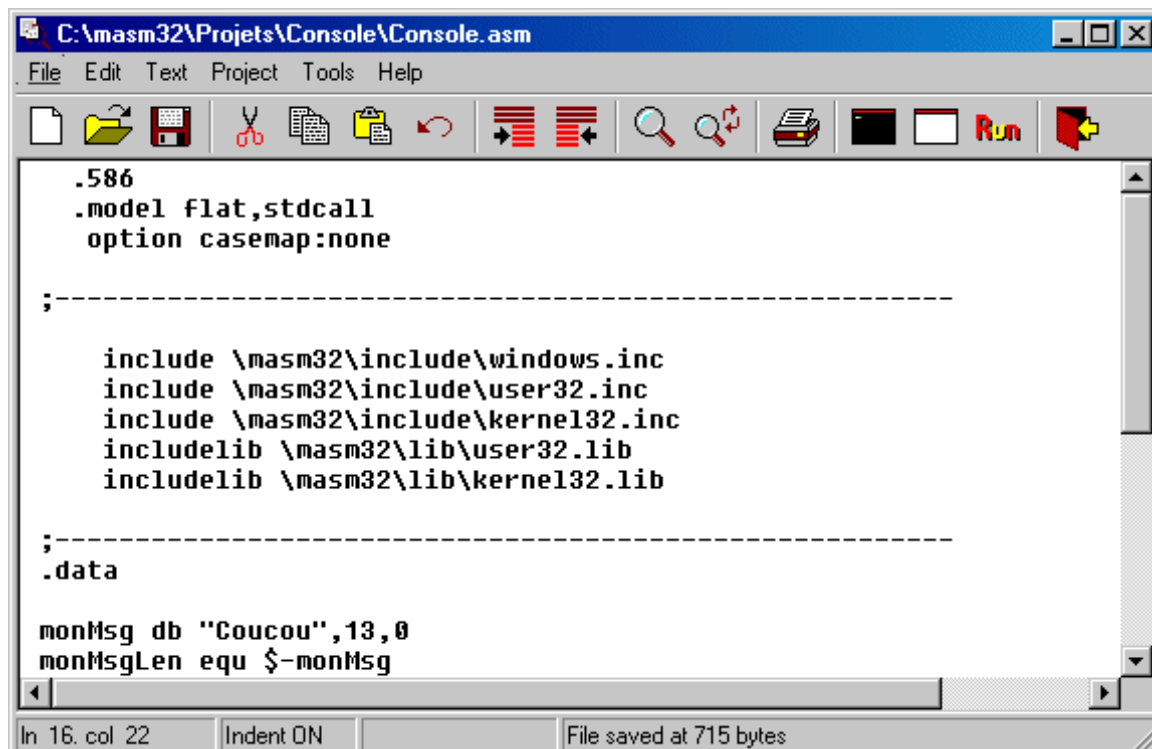 C:\masm32\Projets\Console\Console.asm
File Edit Text Project Tools Help
Run
.586
.model flat,stdcall
option casemap:none
;--------------------------------------------------------
include \masm32\include\windows.inc
include \masm32\include\user32.inc
include \masm32\include\kernel32.inc
includelib \masm32\lib\user32.lib
includelib \masm32\lib\kernel32.lib
;--------------------------------------------------------
.data
monMsg db "Coucou",13,0
monMsgLen equ $-monMsg
ln 16. col 22 Indent ON File saved at 715 bytes